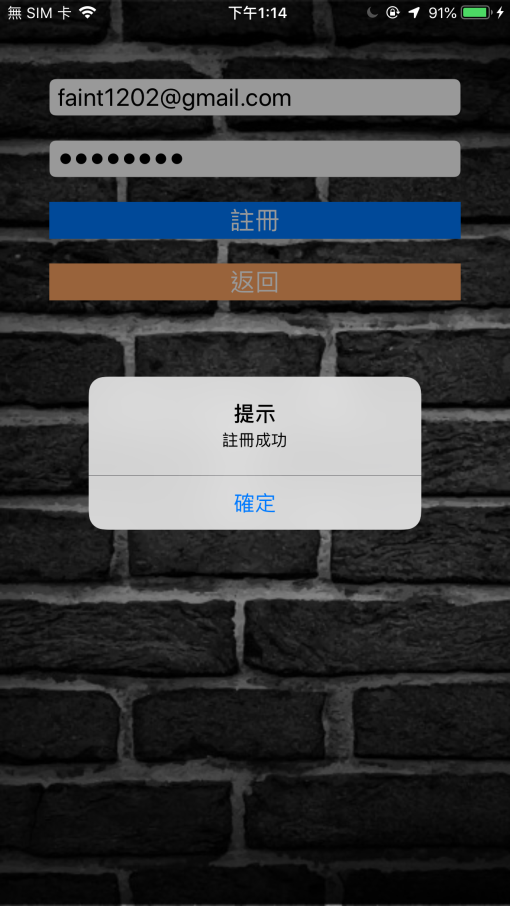 無 SIM 卡 下午1:14 91%
faint1202@gmail.com
註冊
返回
提示
註冊成功
確定